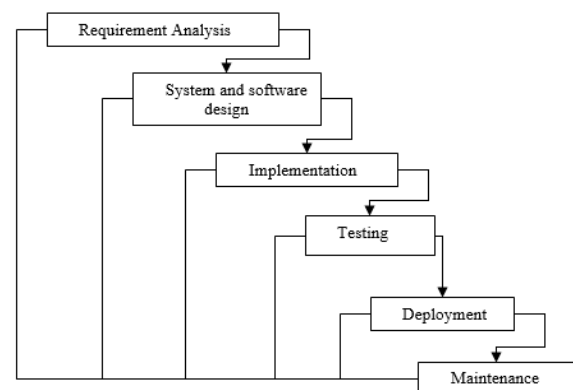 Requirement Analysis
System and software
design
Implementation
Testing
Deployment
Maintenance